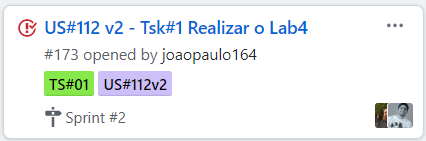 US#112 v2 - Tsk#1 Realizar o Lab4
#173 opened by joaopaulo164
TS#01 US#112v2
Sprint #2